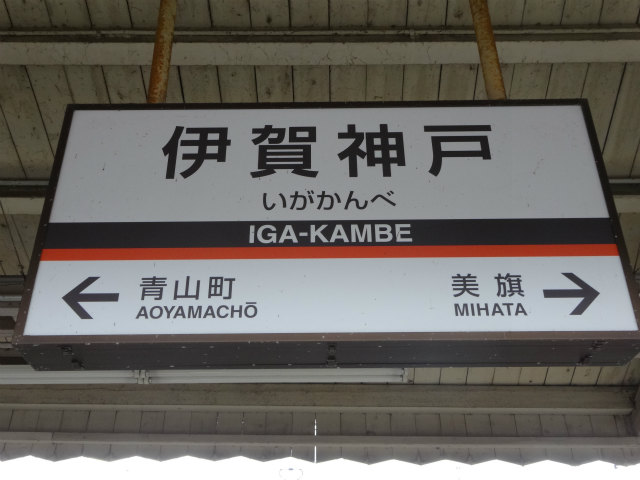 伊賀神戸
いがかんべ
IGA-KAMBE
← 青山町 美旗 →
AOYAMACHŌ MIHATA